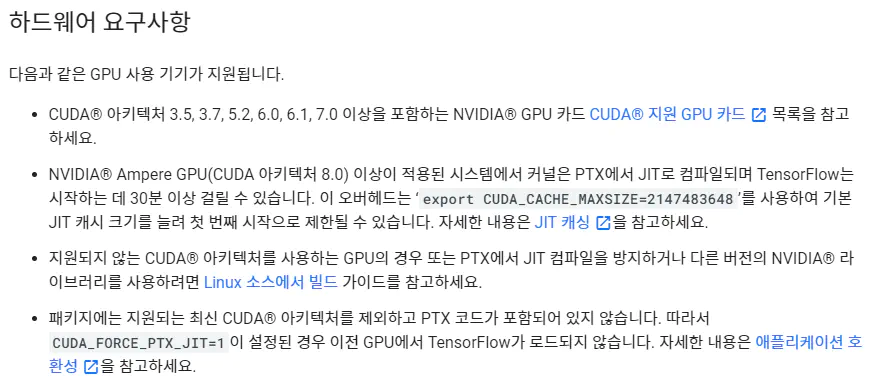 하드웨어 요구사항
다음과 같은 GPU 사용 기기가 지원됩니다.
• CUDA® 아키텍처 3.5, 3.7, 5.2, 6.0, 6.1, 7.0 이상을 포함하는 NVIDIA® GPU 카드 CUDA® 지원 GPU 카드 목록을 참고
하세요.
• NVIDIA® Ampere GPU(CUDA 아키텍처 8.0) 이상이 적용된 시스템에서 커널은 PTX에서 JIT로 컴파일되며 TensorFlow는
시작하는 데 30분 이상 걸릴 수 있습니다. 이 오버헤드는 ‘export CUDA_CACHE_MAXSIZE=2147483648’를 사용하여 기본
JIT 캐시 크기를 늘려 첫 번째 시작으로 제한될 수 있습니다. 자세한 내용은 JIT 캐싱을 참고하세요.
• 지원되지 않는 CUDA® 아키텍처를 사용하는 GPU의 경우 또는 PTX에서 JIT 컴파일을 방지하거나 다른 버전의 NVIDIA® 라
이브러리를 사용하려면 Linux 소스에서 빌드 가이드를 참고하세요.
• 패키지에는 지원되는 최신 CUDA® 아키텍처를 제외하고 PTX 코드가 포함되어 있지 않습니다. 따라서
CUDA_FORCE_PTX_JIT=1이 설정된 경우 이전 GPU에서 TensorFlow가 로드되지 않습니다. 자세한 내용은 애플리케이션 호
환성을 참고하세요.